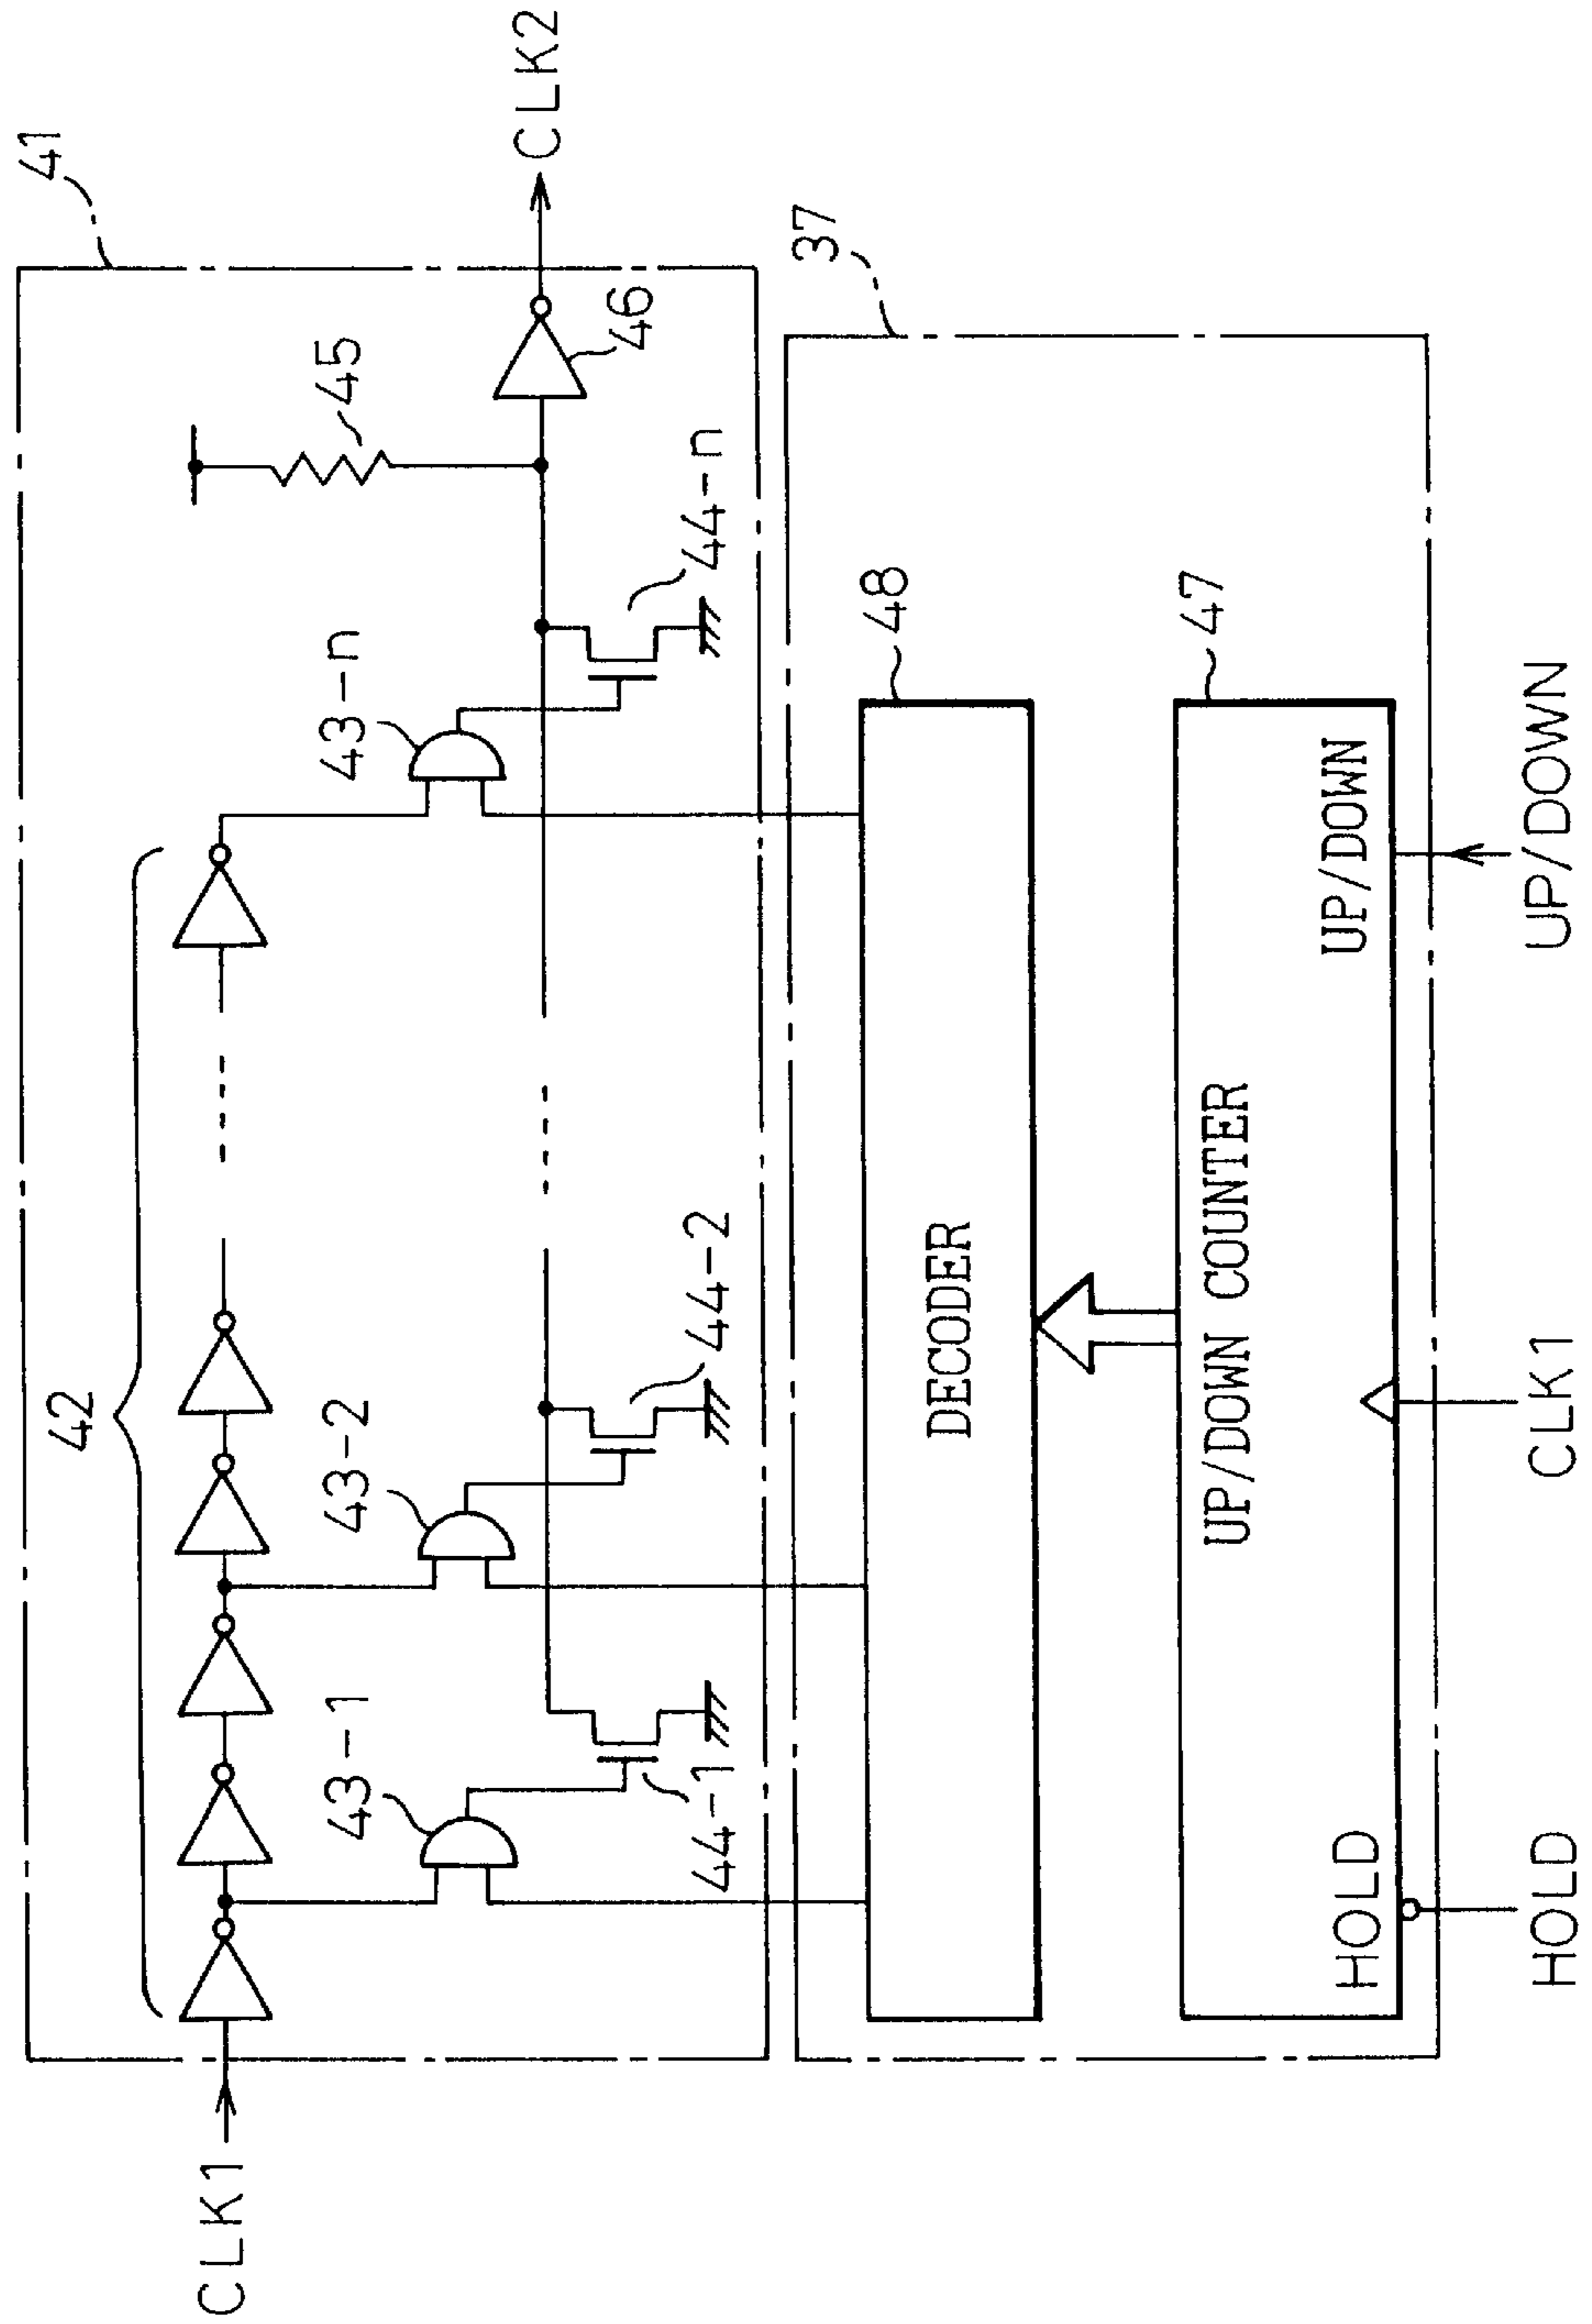 41
42
45
CLK1
43-1
43-2
43-n
46
CLK2
44-1
44-2
44-n
37
DECODER
48
UP/DOWN COUNTER
47
HOLD
UP/DOWN
HOLD
CLK1
UP/DOWN